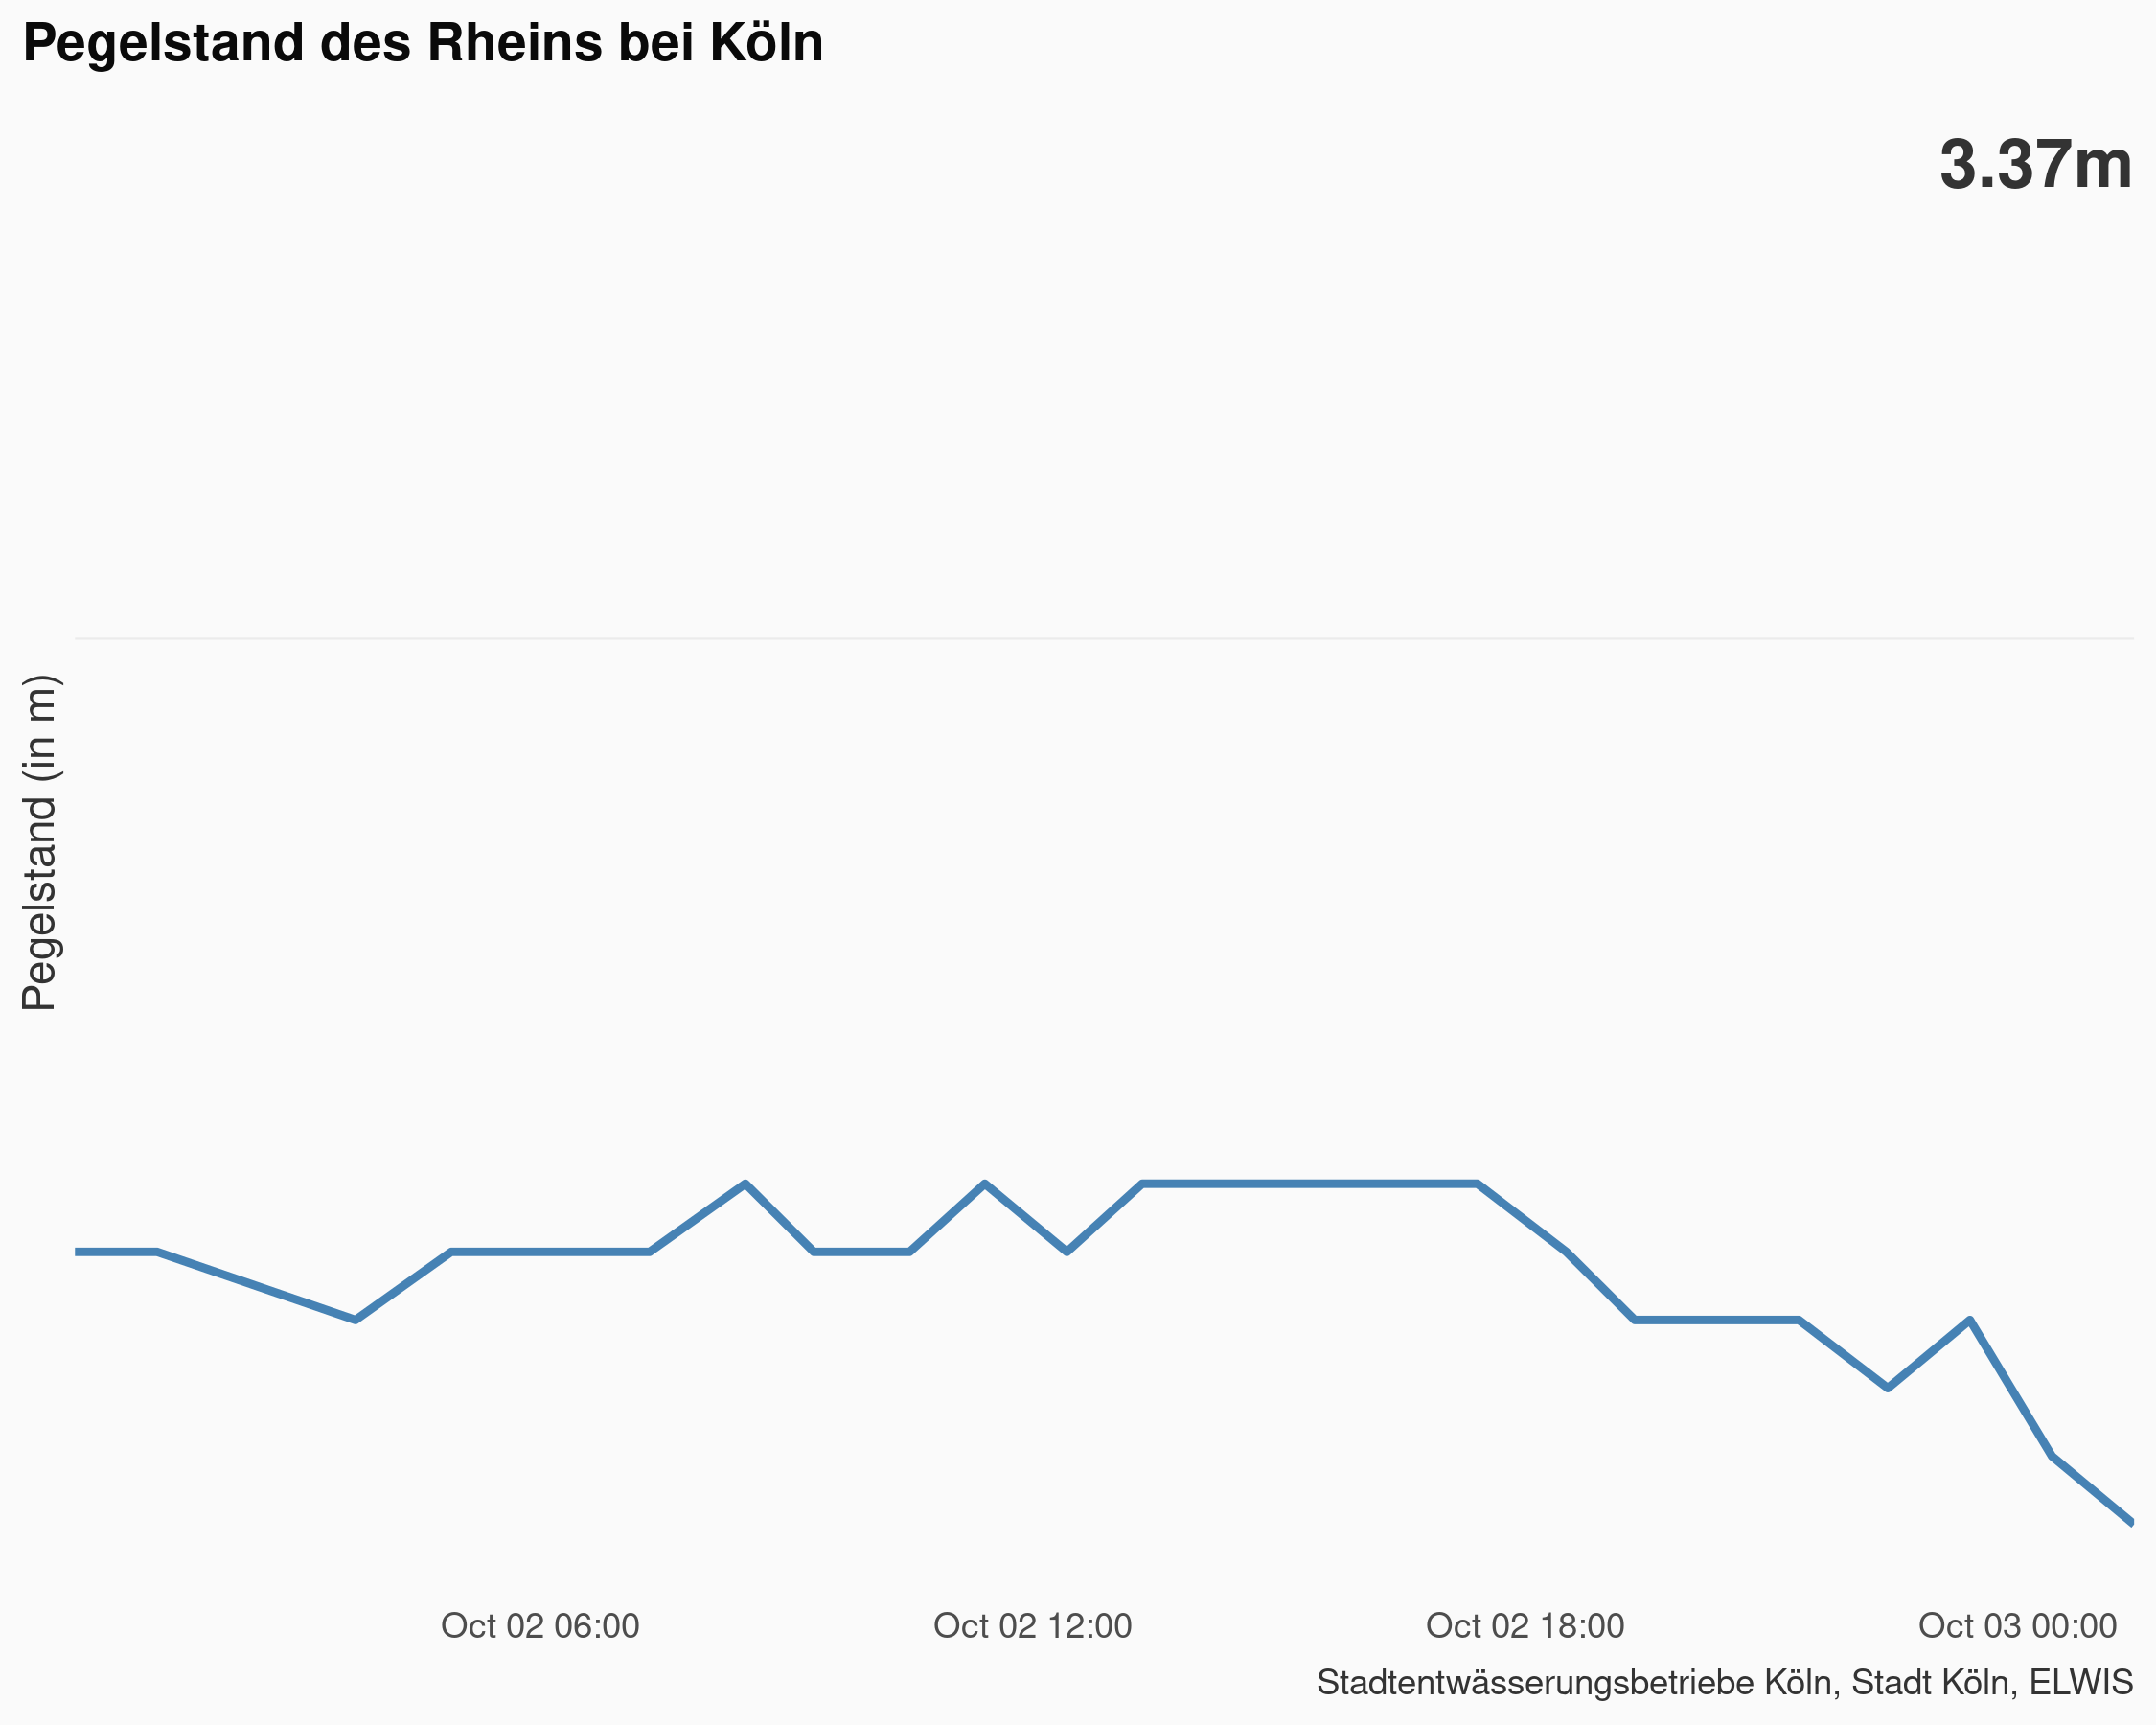 Pegelstand des Rheins bei Köln
3.37m
Pegelstand (in m)
Oct 02 06:00 Oct 02 12:00 Oct 02 18:00 Oct 03 00:00
Stadtentwässerungsbetriebe Köln, Stadt Köln, ELWIS